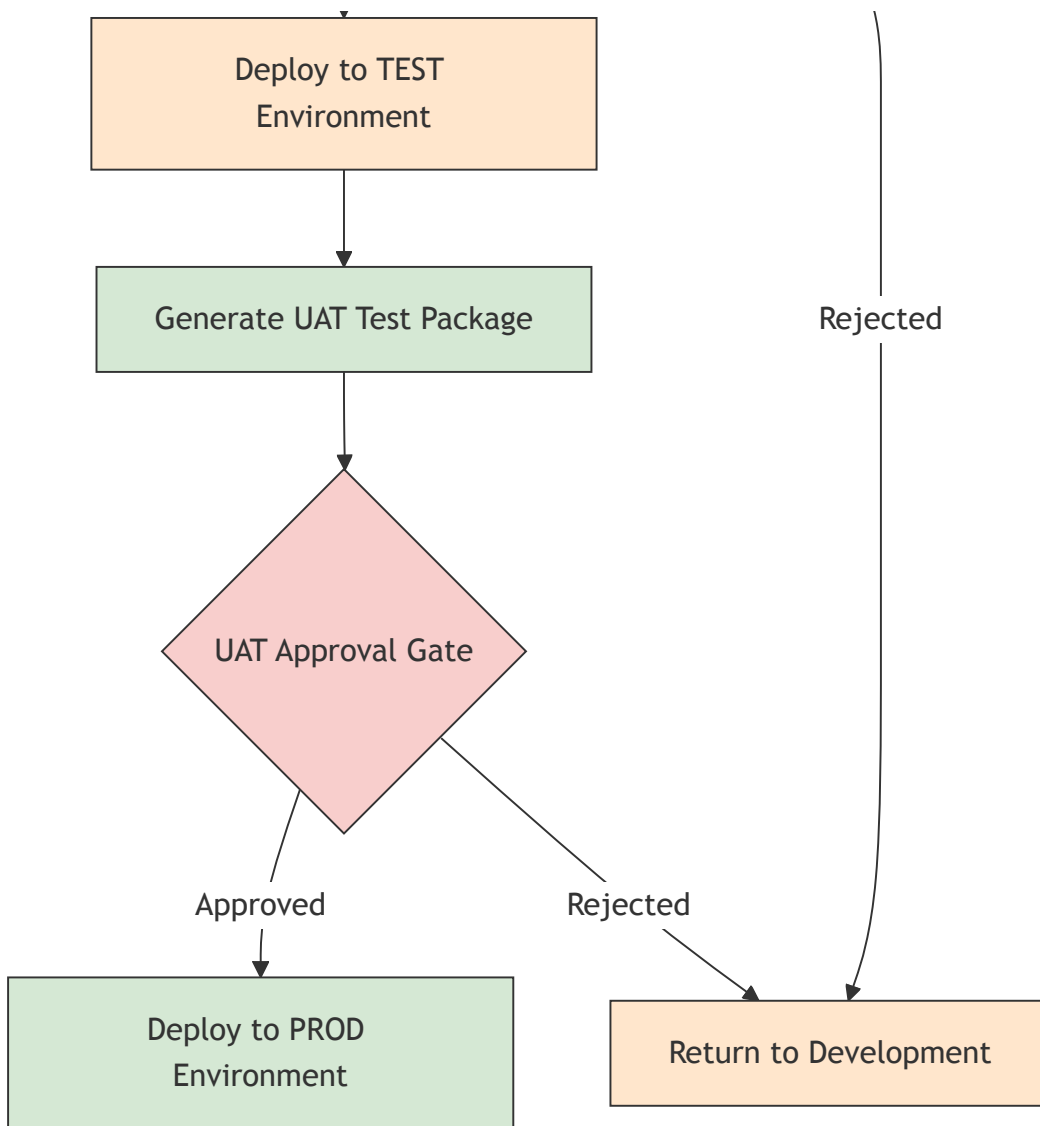 Deploy to TEST
Environment
Generate UAT Test Package
Rejected
UAT Approval Gate
Approved
Rejected
Deploy to PROD
Environment
Return to Development